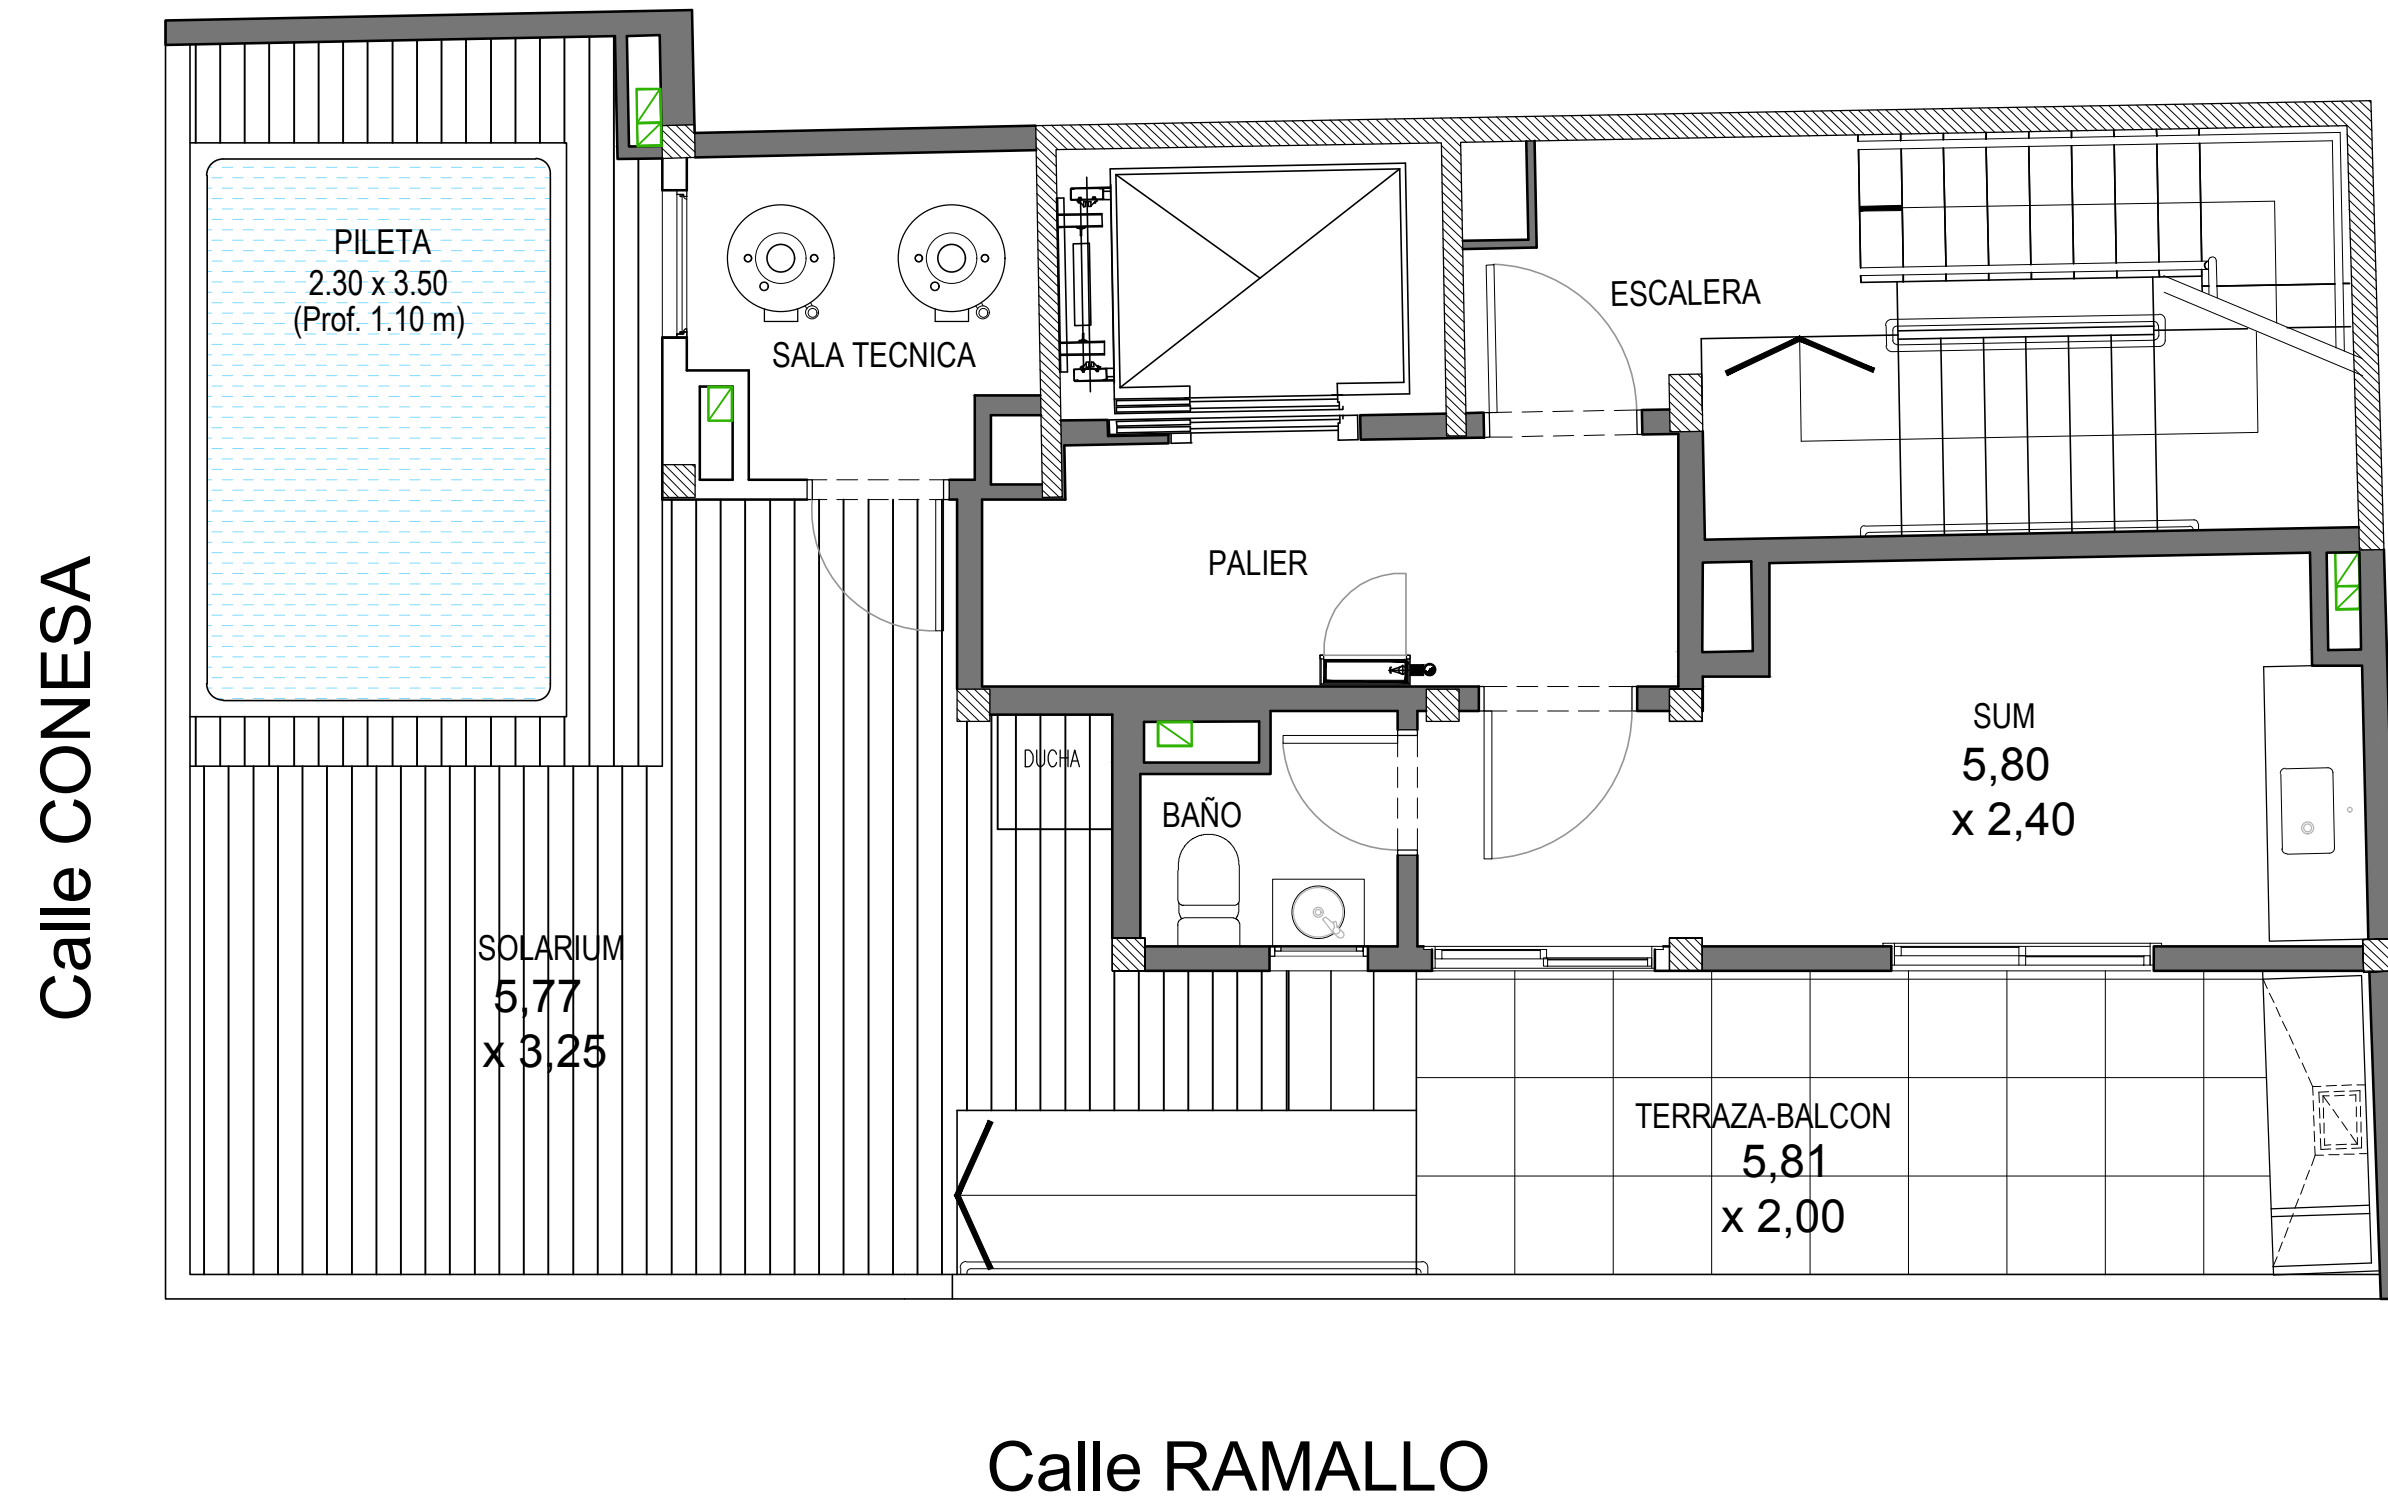 PILETA
2.30 x 3.50
(Prof. 1.10 m)
SALA TECNICA
ESCALERA
PALIER
DUCHA
BAÑO
SUM
5,80
x 2,40
SOLARIUM
5,77
x 3,25
TERRAZA-BALCON
5,81
x 2,00
Calle CONESA
Calle RAMALLO